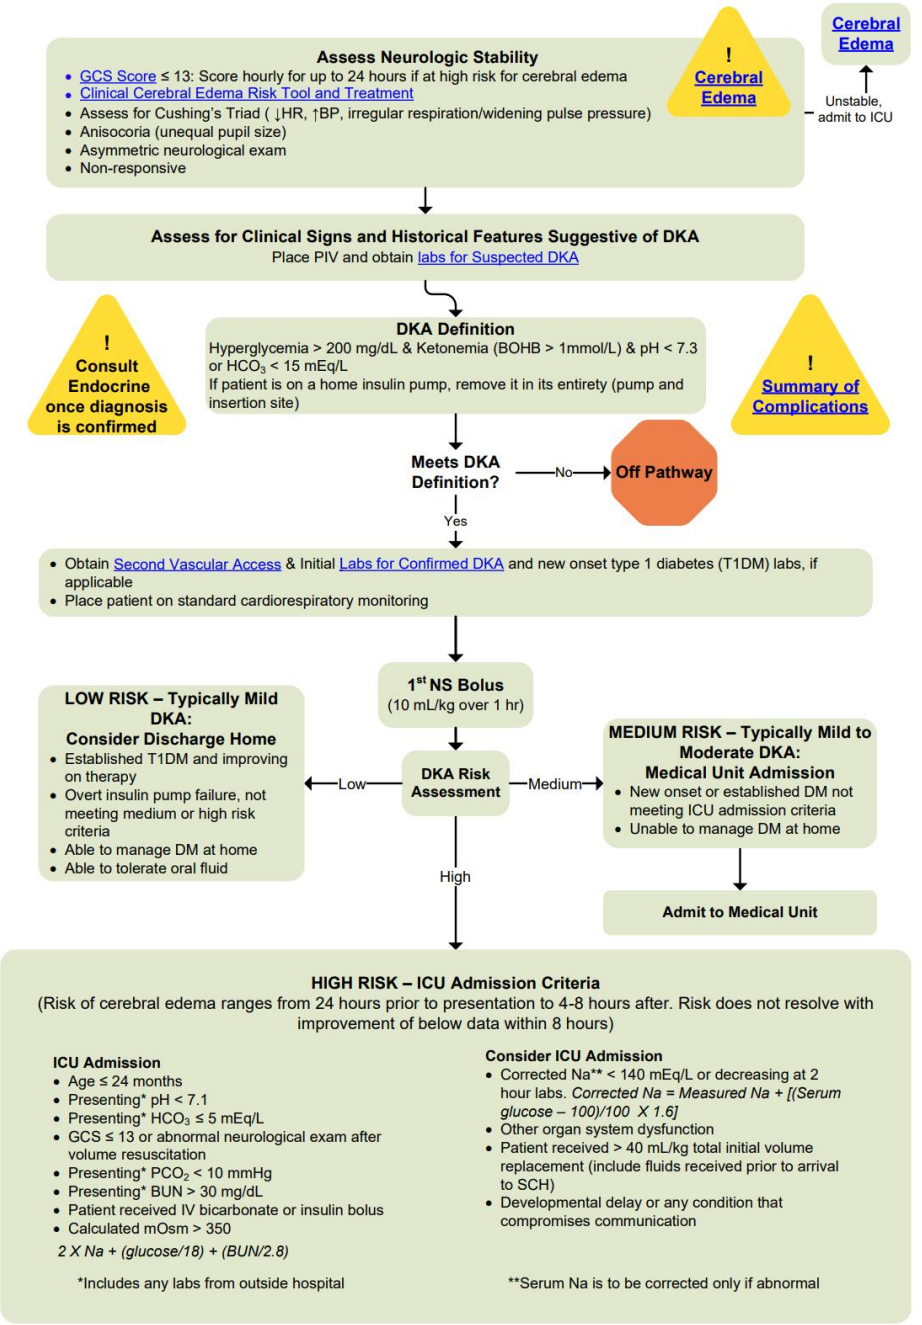 Cerebral
Edema
Assess Neurologic Stability
• GCS Score ≤ 13: Score hourly for up to 24 hours if at high risk for cerebral edema
• Clinical Cerebral Edema Risk Tool and Treatment
• Assess for Cushing's Triad ( ↓HR, ↑BP, irregular respiration/widening pulse pressure)
• Anisocoria (unequal pupil size)
• Asymmetric neurological exam
• Non-responsive
!
Cerebral
Edema
Unstable,
admit to ICU
Assess for Clinical Signs and Historical Features Suggestive of DKA
Place PIV and obtain labs for Suspected DKA
!
Consult
Endocrine
once diagnosis
is confirmed
DKA Definition
Hyperglycemia > 200 mg/dL & Ketonemia (BOHB > 1mmol/L) & pH < 7.3
or HCO₃ < 15 mEq/L
If patient is on a home insulin pump, remove it in its entirety (pump and
insertion site)
!
Summary of
Complications
Meets DKA
Definition?
No
Off Pathway
Yes
• Obtain Second Vascular Access & Initial Labs for Confirmed DKA and new onset type 1 diabetes (T1DM) labs, if
applicable
• Place patient on standard cardiorespiratory monitoring
1st NS Bolus
(10 mL/kg over 1 hr)
DKA Risk
Assessment
Low
LOW RISK – Typically Mild
DKA:
Consider Discharge Home
• Established T1DM and improving
on therapy
• Overt insulin pump failure, not
meeting medium or high risk
criteria
• Able to manage DM at home
• Able to tolerate oral fluid
Medium
MEDIUM RISK – Typically Mild to
Moderate DKA:
Medical Unit Admission
• New onset or established DM not
meeting ICU admission criteria
• Unable to manage DM at home
Admit to Medical Unit
High
HIGH RISK – ICU Admission Criteria
(Risk of cerebral edema ranges from 24 hours prior to presentation to 4-8 hours after. Risk does not resolve with
improvement of below data within 8 hours)
ICU Admission
• Age ≤ 24 months
• Presenting* pH < 7.1
• Presenting* HCO₃ ≤ 5 mEq/L
• GCS ≤ 13 or abnormal neurological exam after
volume resuscitation
• Presenting* PCO₂ < 10 mmHg
• Presenting* BUN > 30 mg/dL
• Patient received IV bicarbonate or insulin bolus
• Calculated mOsm > 350
2 X Na + (glucose/18) + (BUN/2.8)
*Includes any labs from outside hospital
Consider ICU Admission
• Corrected Na** < 140 mEq/L or decreasing at 2
hour labs. Corrected Na = Measured Na + [(Serum
glucose – 100)/100 X 1.6]
• Other organ system dysfunction
• Patient received > 40 mL/kg total initial volume
replacement (include fluids received prior to arrival
to SCH)
• Developmental delay or any condition that
compromises communication
**Serum Na is to be corrected only if abnormal